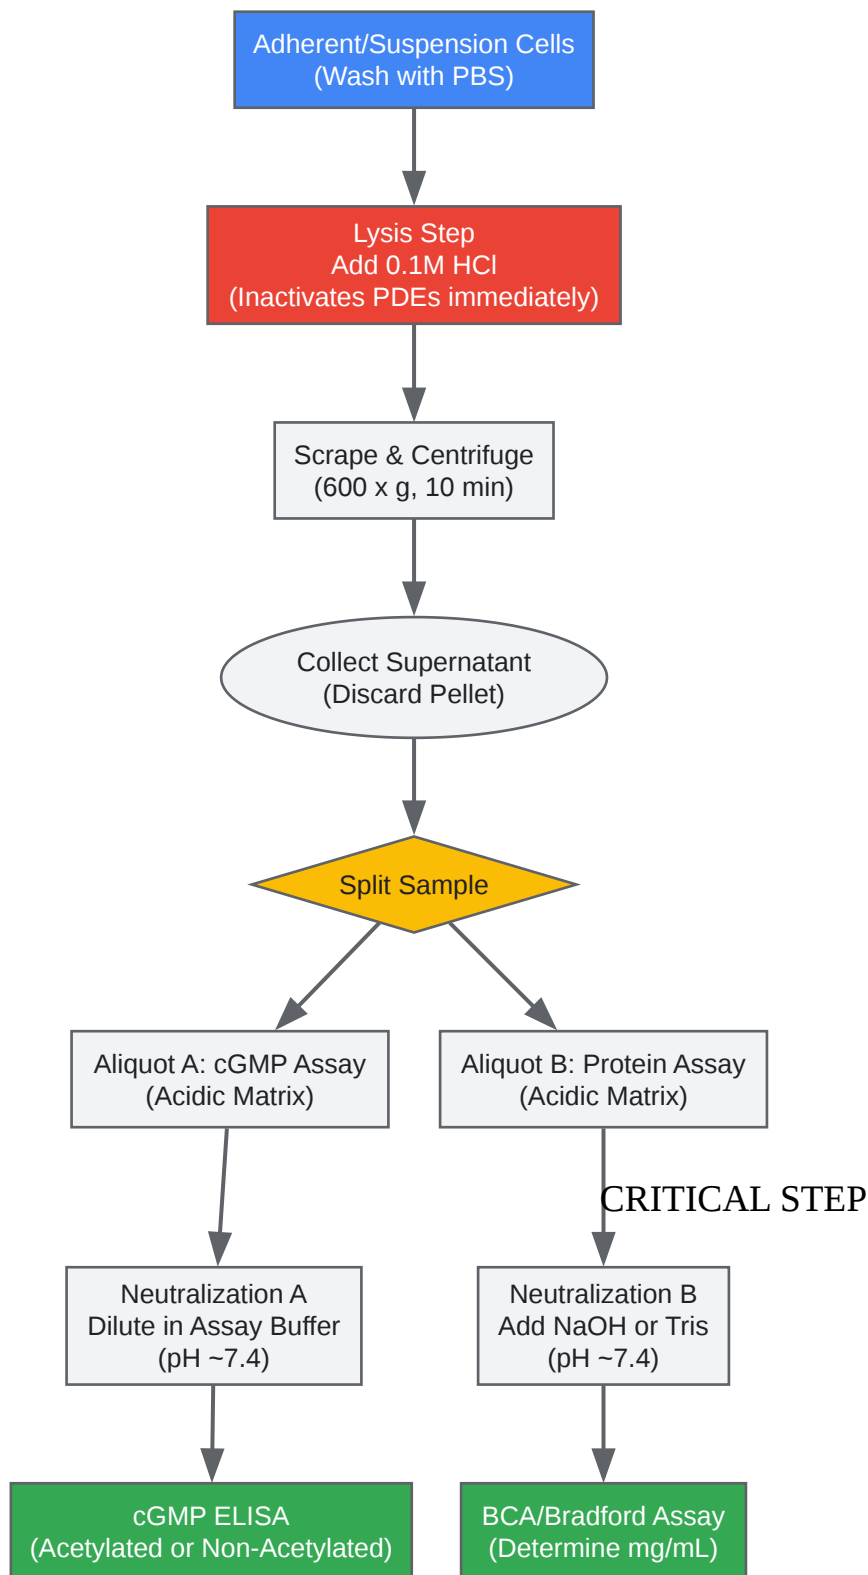 Adherent/Suspension Cells
(Wash with PBS)
Lysis Step
Add 0.1M HCl
(Inactivates PDEs immediately)
Scrape & Centrifuge
(600 x g, 10 min)
Collect Supernatant
(Discard Pellet)
Split Sample
Aliquot A: cGMP Assay
(Acidic Matrix)
Aliquot B: Protein Assay
(Acidic Matrix)
CRITICAL STEP
Neutralization A
Dilute in Assay Buffer
(pH ~7.4)
Neutralization B
Add NaOH or Tris
(pH ~7.4)
cGMP ELISA
(Acetylated or Non-Acetylated)
BCA/Bradford Assay
(Determine mg/mL)